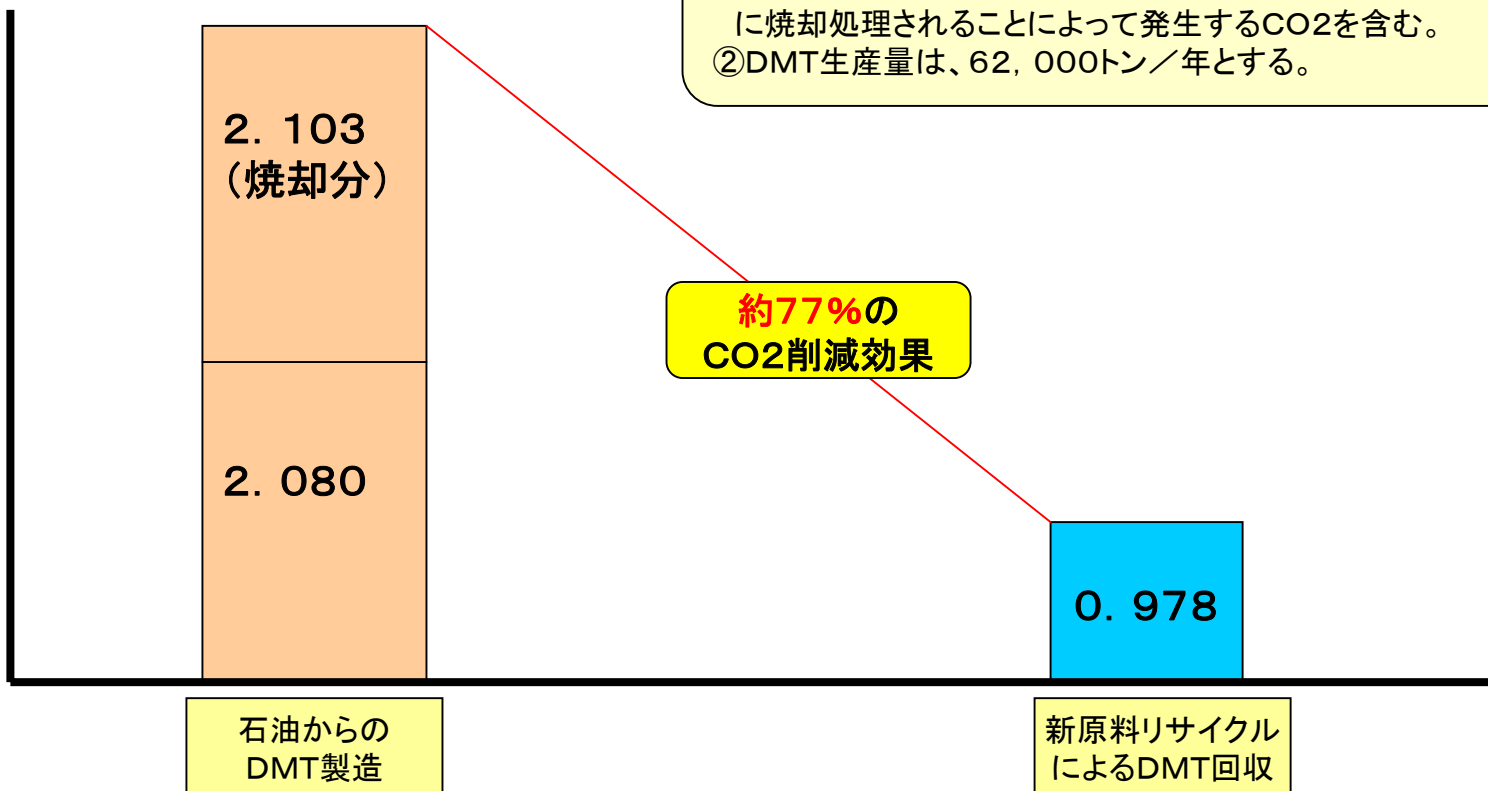 に焼却処理されることによって発生するCO2を含む。
②DMT生産量は、62,000トン/年とする。
2.103
(焼却分)
約77%の
CO2削減効果
2.080
0.978
石油からの
DMT製造
新原料リサイクル
によるDMT回収